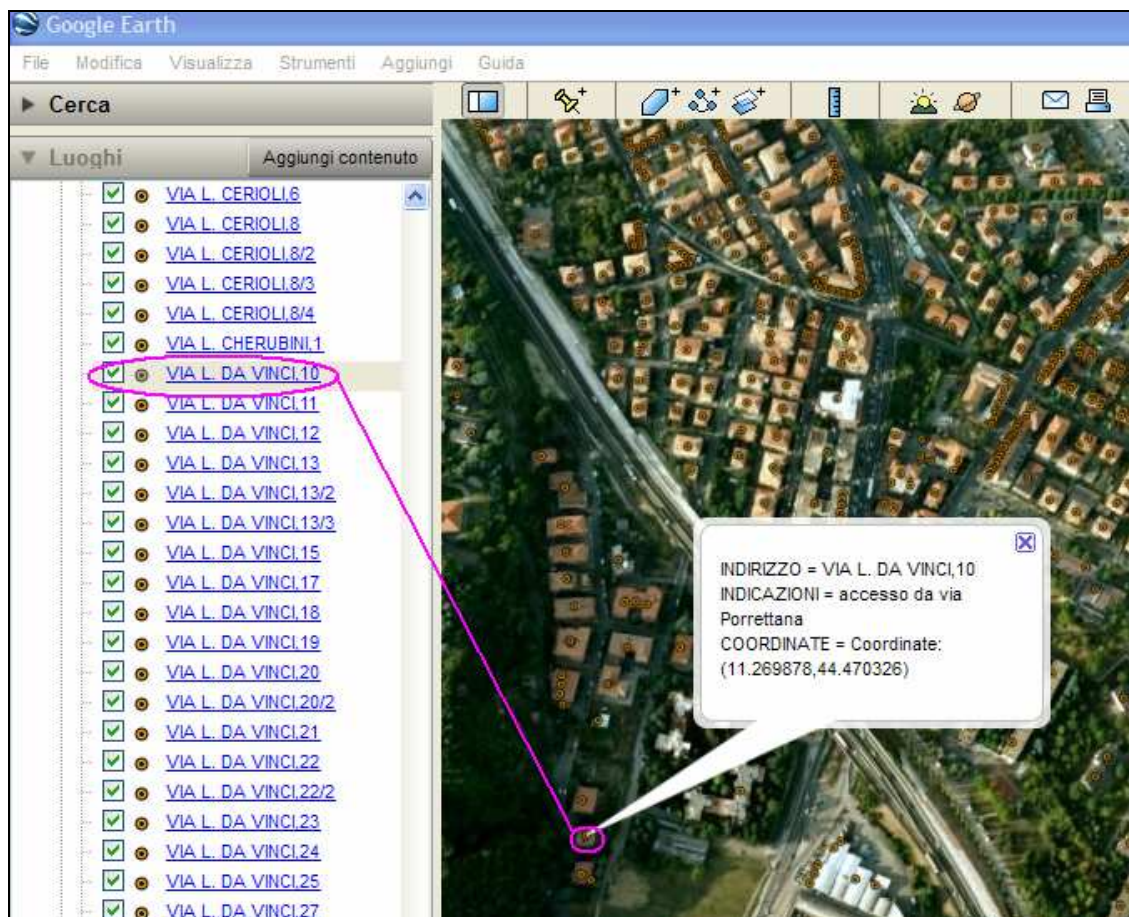 Google Earth
File Modifica Visualizza Strumenti Aggiungi Guida
Cerca
Luoghi Aggiungi contenuto
VIA L. CERIOLI,6
VIA L. CERIOLI,8
VIA L. CERIOLI,8/2
VIA L. CERIOLI,8/3
VIA L. CERIOLI,8/4
VIA L. CHERUBINI,1
VIA L. DA VINCI,10
VIA L. DA VINCI,11
VIA L. DA VINCI,12
VIA L. DA VINCI,13
VIA L. DA VINCI,13/2
VIA L. DA VINCI,13/3
VIA L. DA VINCI,15
VIA L. DA VINCI,17
VIA L. DA VINCI,18
VIA L. DA VINCI,19
VIA L. DA VINCI,20
VIA L. DA VINCI,20/2
VIA L. DA VINCI,21
VIA L. DA VINCI,22
VIA L. DA VINCI,22/2
VIA L. DA VINCI,23
VIA L. DA VINCI,24
VIA L. DA VINCI,25
VIA L. DA VINCI,27
INDIRIZZO = VIA L. DA VINCI,10
INDICAZIONI = accesso da via
Porrettana
COORDINATE = Coordinate:
(11.269878,44.470326)